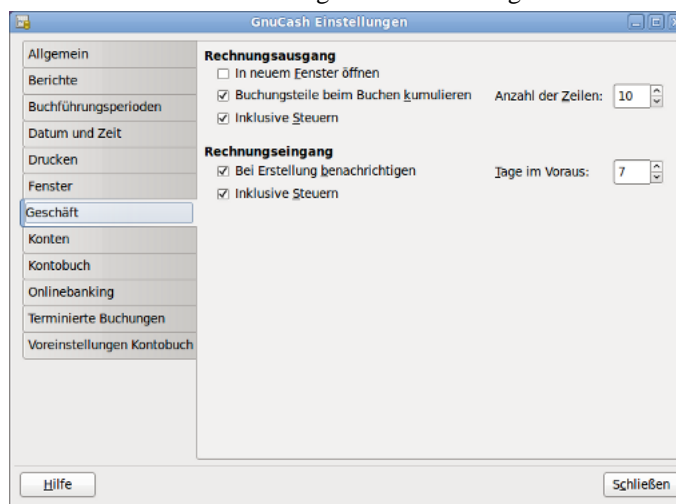 GnuCash Einstellungen
Allgemein
Berichte
Buchführungsperioden
Datum und Zeit
Drucken
Fenster
Geschäft
Konten
Kontobuch
Onlinebanking
Terminierte Buchungen
Voreinstellungen Kontobuch
Rechnungsausgang
In neuem Fenster öffnen
Buchungsteile beim Buchen kumulieren Anzahl der Zeilen: 10
Inklusive Steuern
Rechnungseingang
Bei Erstellung benachrichtigen Tage im Voraus: 7
Inklusive Steuern
Hilfe Schließen